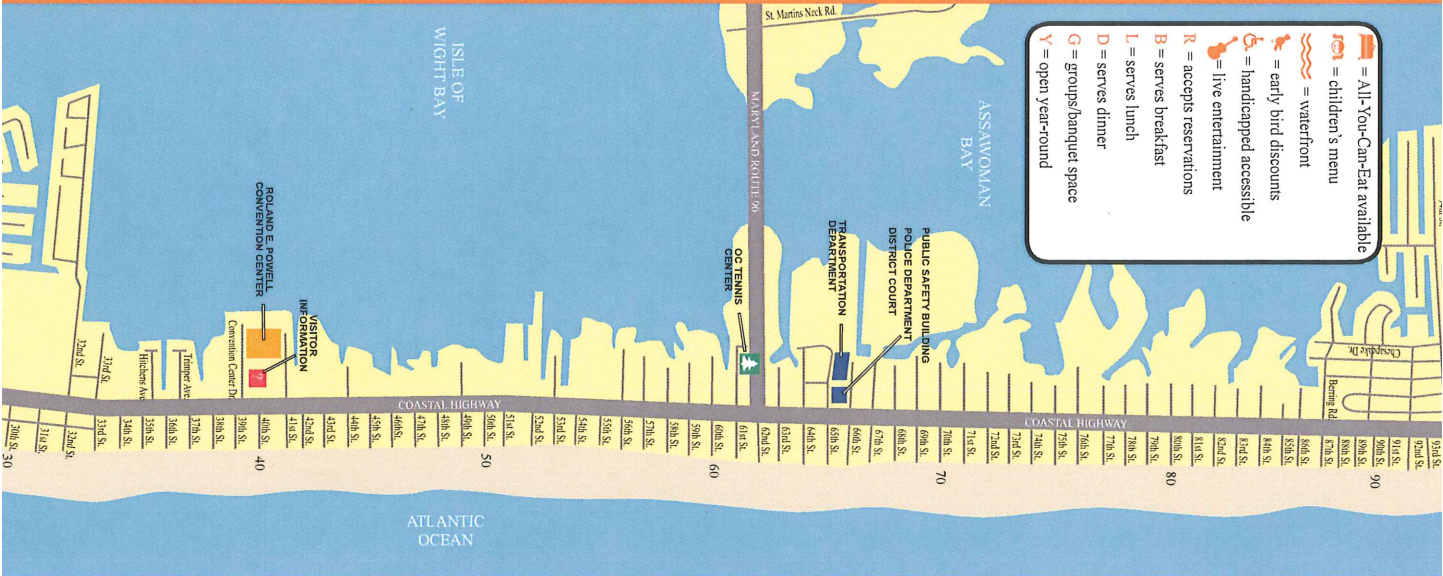 = All-You-Can-Eat available
= children's menu
= waterfront
= early bird discounts
= handicapped accessible
= live entertainment
R = accepts reservations
B = serves breakfast
L = serves lunch
D = serves dinner
G = groups/banquet space
Y = open year-round
St. Martins Neck Rd.
MARYLAND ROUTE 90
ISLE OF
WIGHT BAY
ASSAWOMAN
BAY
ROLAND E. POWELL
CONVENTION CENTER
VISITOR
INFORMATION
?
OC TENNIS
CENTER
TRANSPORTATION
DEPARTMENT
PUBLIC SAFETY BUILDING
POLICE DEPARTMENT
DISTRICT COURT
Chesapeake Dr.
Bering Rd.
32nd St.
33rd St.
Hitchens Ave.
Trimper Ave.
Convention Center Dr.
COASTAL HIGHWAY
COASTAL HIGHWAY
30th St.
31st St.
32nd St.
33rd St.
34th St.
35th St.
36th St.
37th St.
38th St.
39th St.
40th St.
41st St.
42nd St.
43rd St.
44th St.
45th St.
46th St.
47th St.
48th St.
49th St.
50th St.
51st St.
52nd St.
53rd St.
54th St.
55th St.
56th St.
57th St.
58th St.
59th St.
60th St.
61st St.
62nd St.
63rd St.
64th St.
65th St.
66th St.
67th St.
68th St.
69th St.
70th St.
71st St.
72nd St.
73rd St.
74th St.
75th St.
76th St.
77th St.
78th St.
79th St.
80th St.
81st St.
82nd St.
83rd St.
84th St.
85th St.
86th St.
87th St.
88th St.
89th St.
90th St.
91st St.
92nd St.
93rd St.
30
40
50
60
70
80
90
ATLANTIC
OCEAN